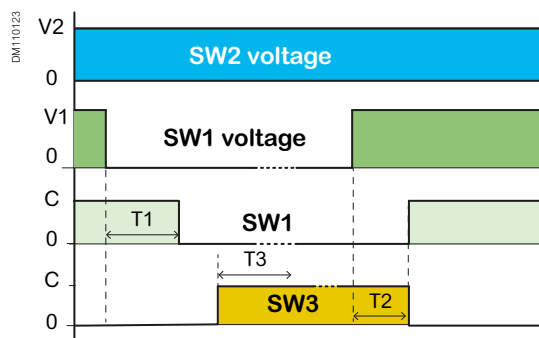 DM110123
V2
SW2 voltage
0
V1
SW1 voltage
0
C
T1
SW1
0
T3
C
SW3
T2
0